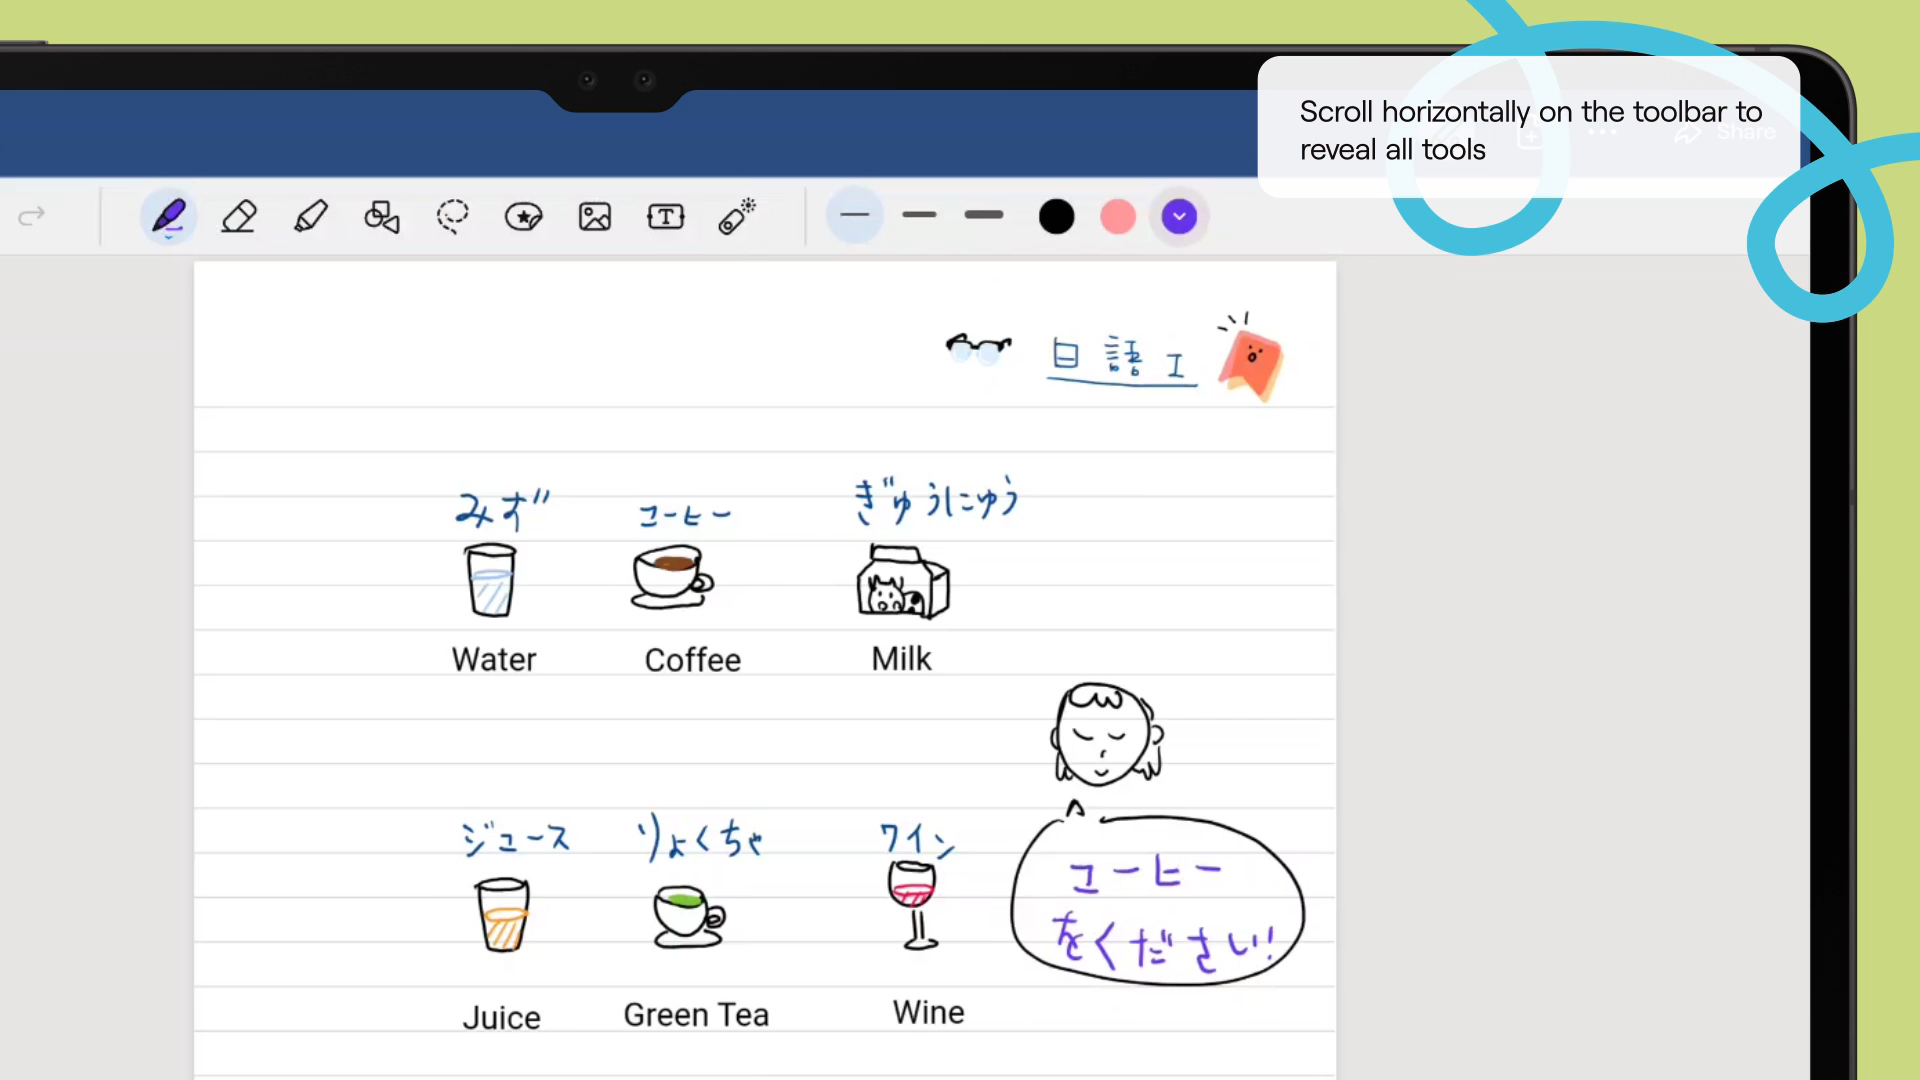 Scroll horizontally on the toolbar to
reveal all tools
Share
日語 I
みず コーヒー ぎゅうにゅう
Water Coffee Milk
ジュース りょくちゃ ワイン
コーヒー
をください!
Juice Green Tea Wine